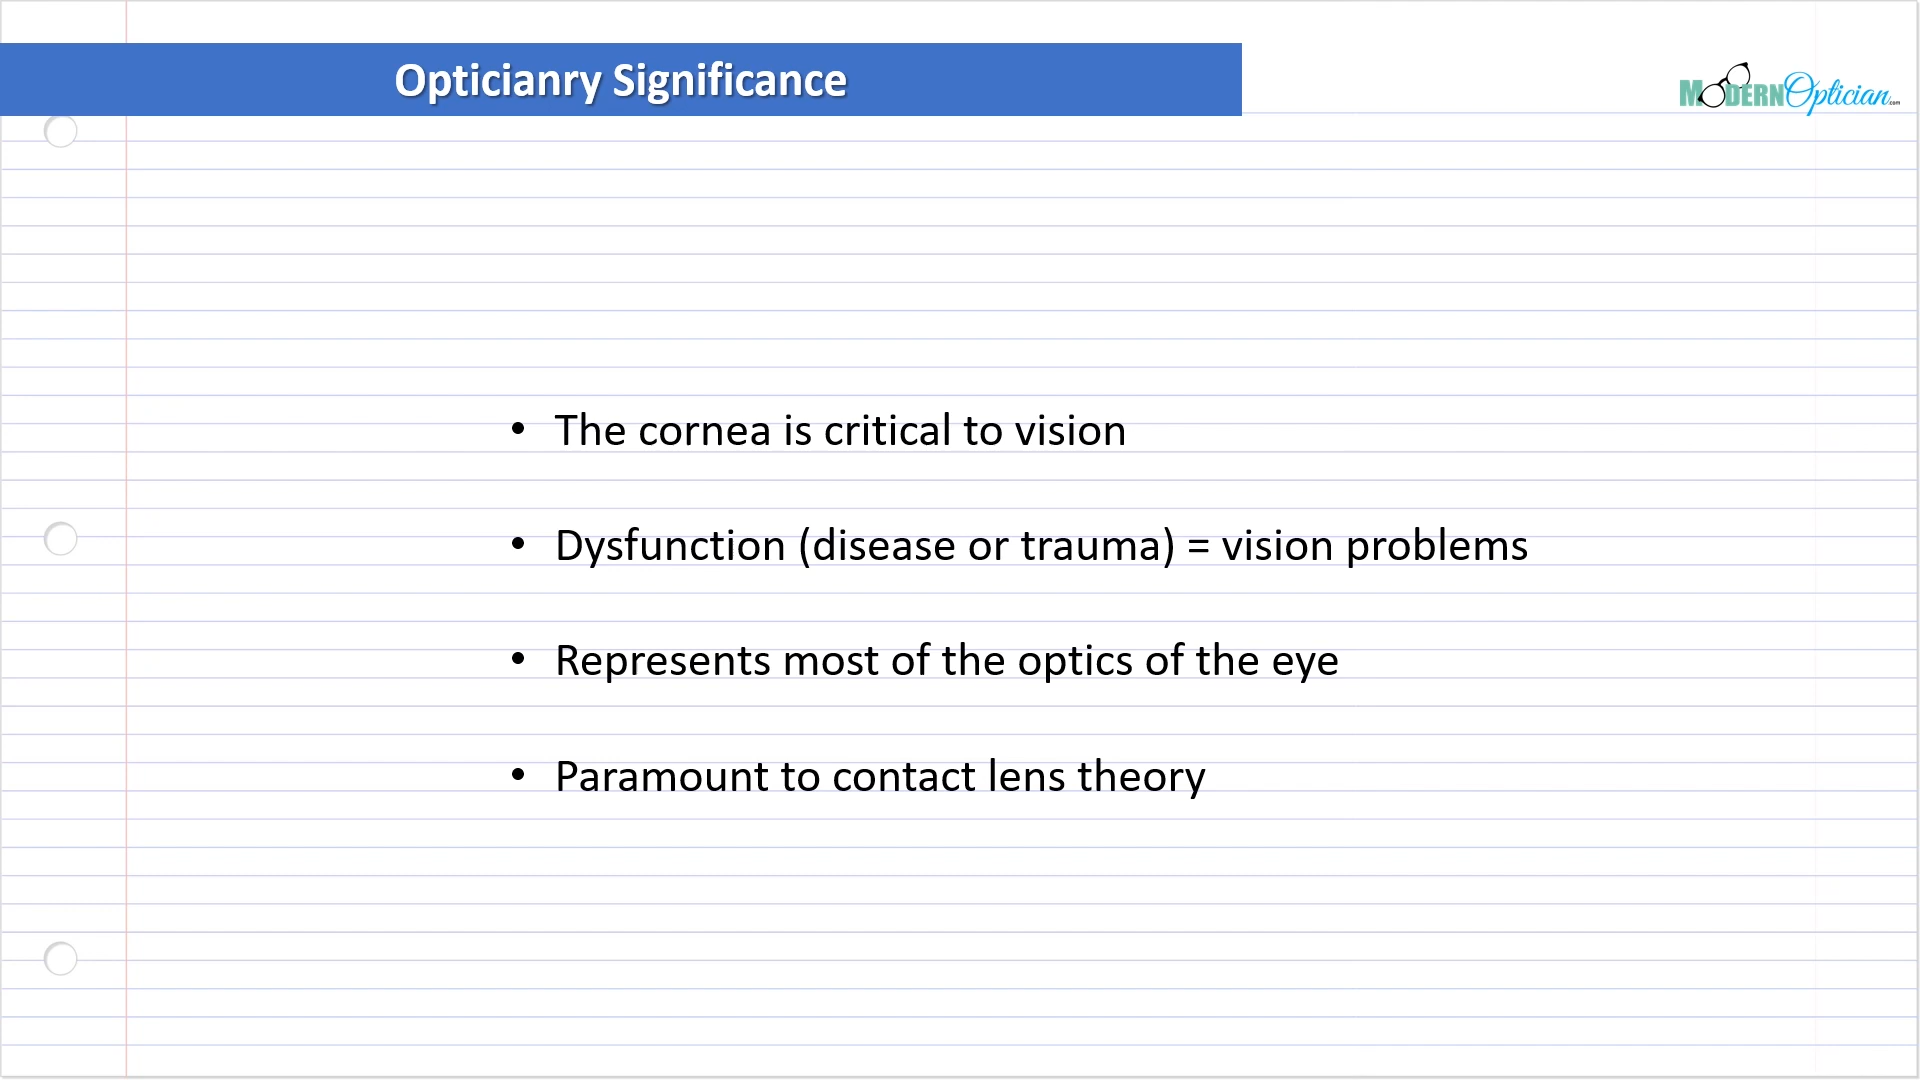 Opticianry Significance
MODERNOptician.com
• The cornea is critical to vision
• Dysfunction (disease or trauma) = vision problems
• Represents most of the optics of the eye
• Paramount to contact lens theory